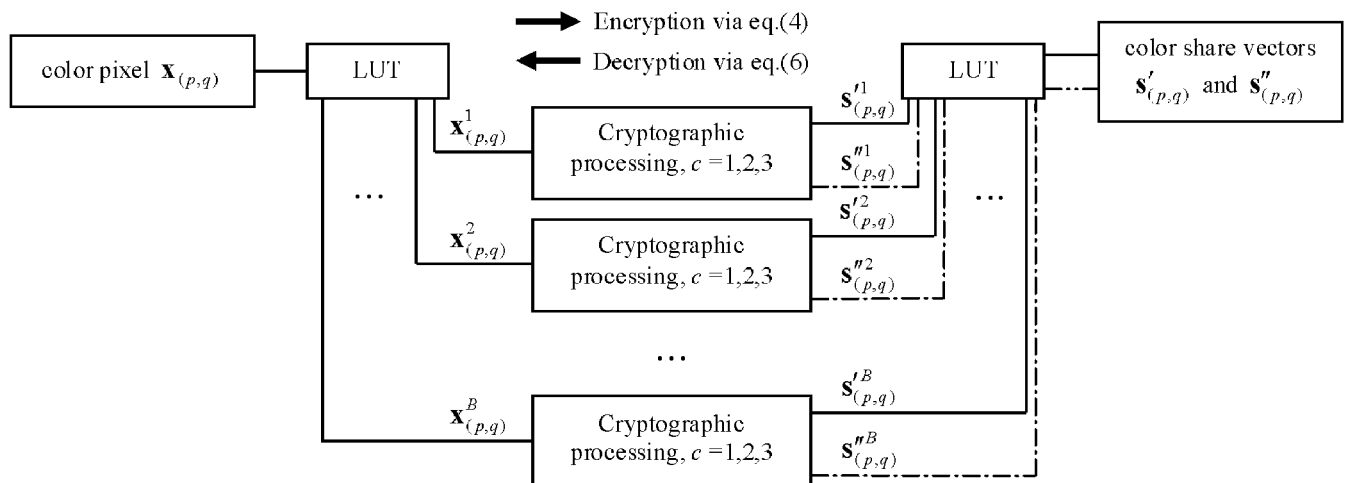 Encryption via eq.(4)
Decryption via eq.(6)
color pixel x(p,q)
LUT
LUT
color share vectors
s′(p,q) and s″(p,q)
x¹(p,q)
Cryptographic
processing, c =1,2,3
s′¹(p,q)
s″¹(p,q)
...
...
x²(p,q)
Cryptographic
processing, c =1,2,3
s′²(p,q)
s″²(p,q)
...
x^B(p,q)
Cryptographic
processing, c =1,2,3
s′^B(p,q)
s″^B(p,q)